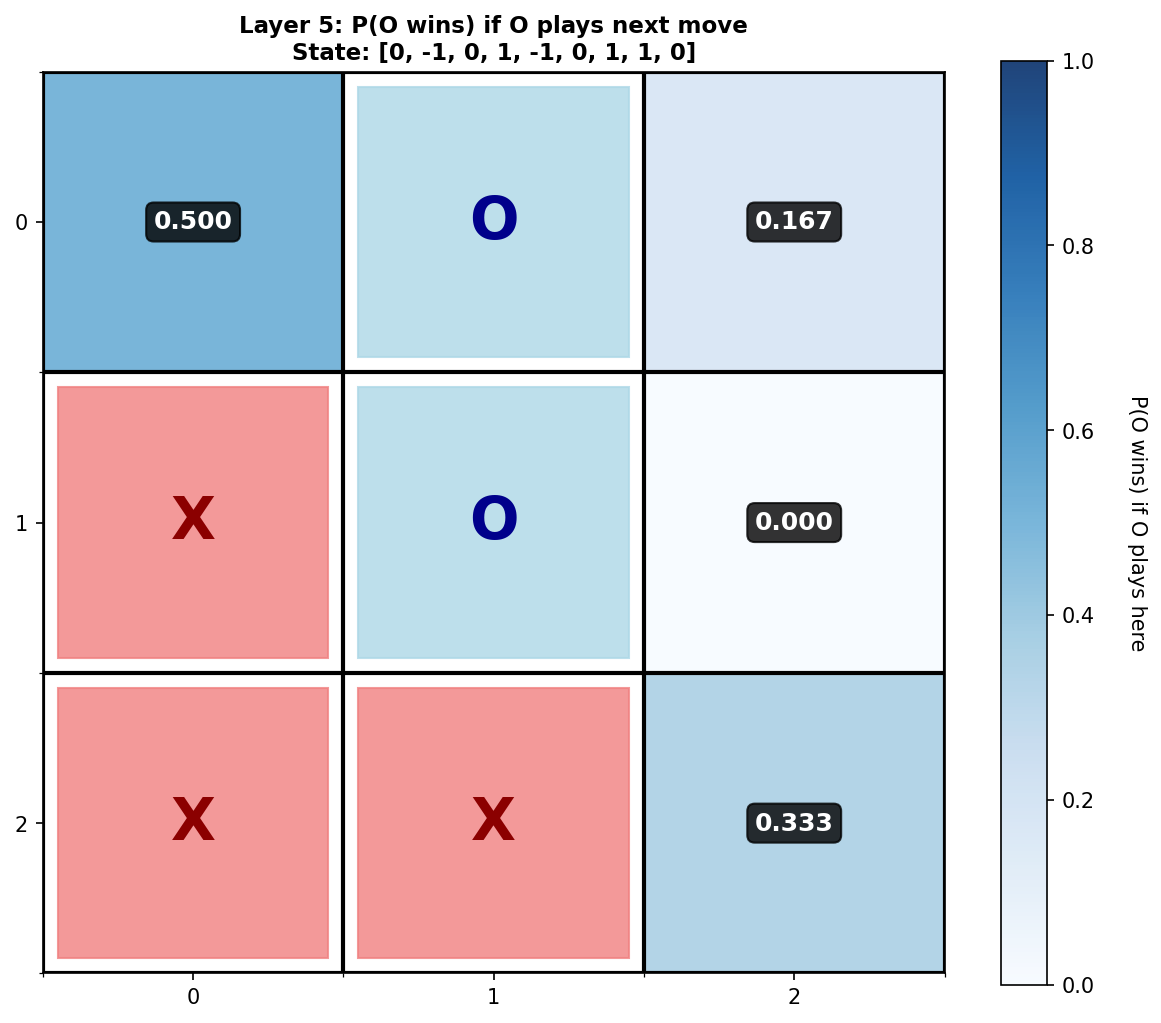 Layer 5: P(O wins) if O plays next move
State: [0, -1, 0, 1, -1, 0, 1, 1, 0]
0.500
O
0.167
X
O
0.000
X
X
0.333
0
1
2
0
1
2
1.0
0.8
0.6
0.4
0.2
0.0
P(O wins) if O plays here